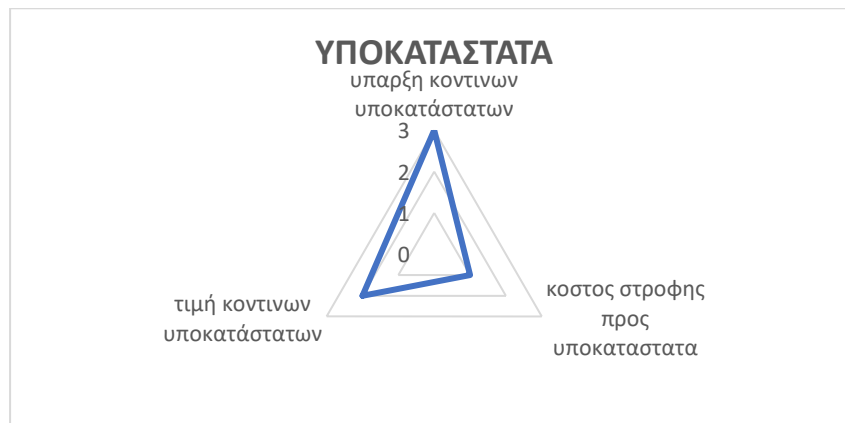 ΥΠΟΚΑΤΑΣΤΑΤΑ
υπαρξη κοντινων
υποκατάστατων
3
2
1
0
τιμή κοντινων
υποκατάστατων
κοστος στροφης
προς
υποκαταστατα